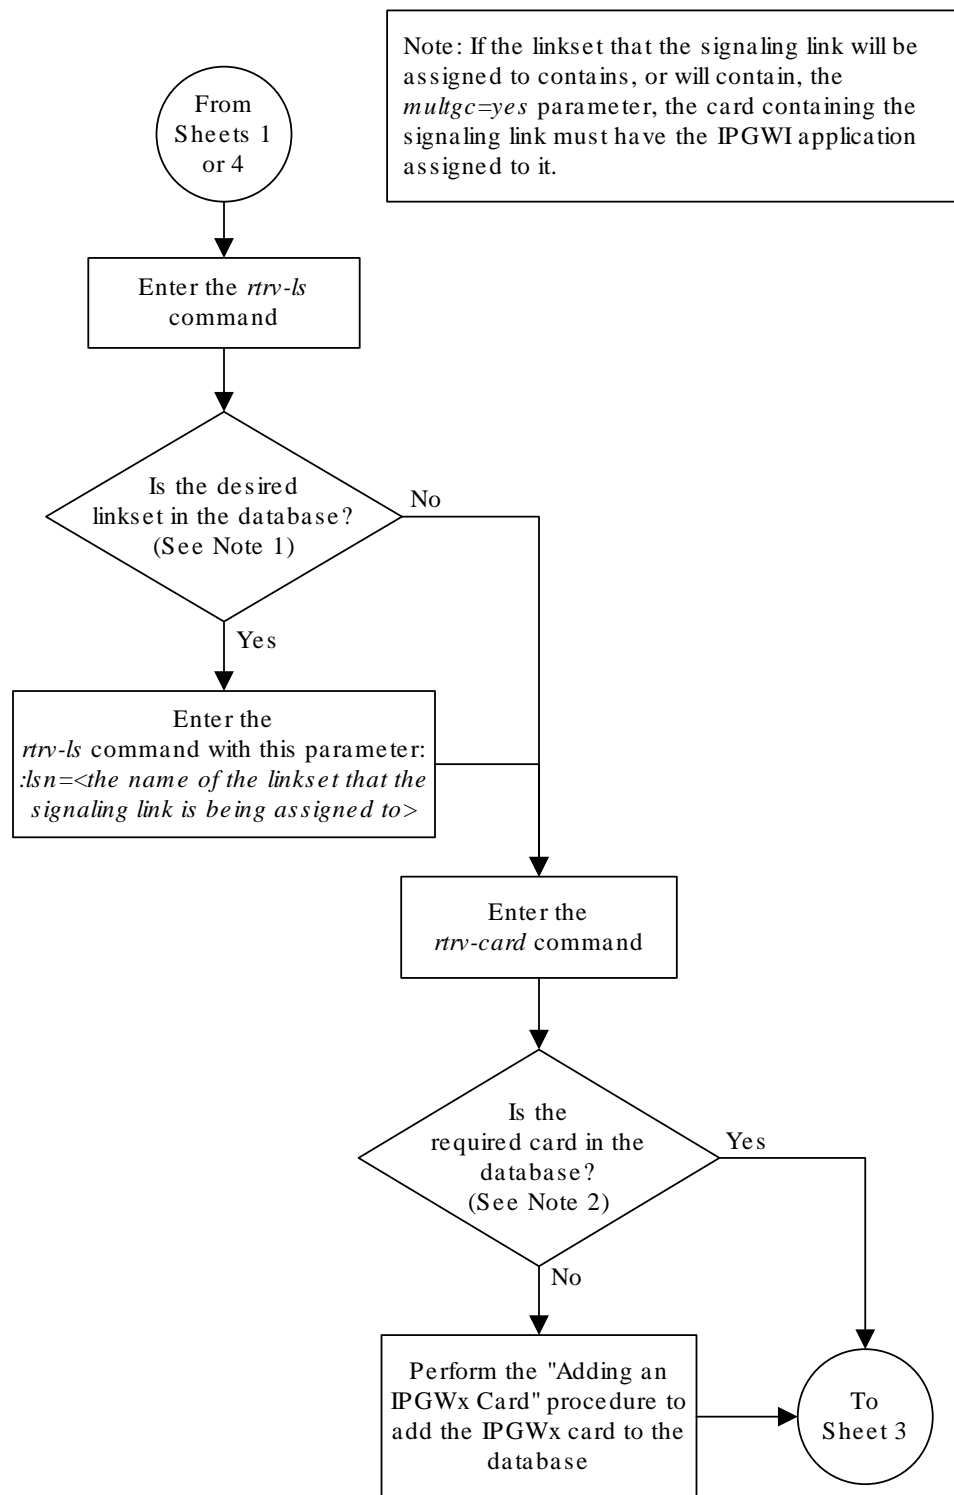 Note: If the linkset that the signaling link will be
assigned to contains, or will contain, the
multgc=yes parameter, the card containing the
signaling link must have the IPGWI application
assigned to it.
From
Sheets 1
or 4
Enter the rtrv-ls
command
Is the desired
linkset in the database?
(See Note 1)
No
Yes
Enter the
rtrv-ls command with this parameter:
:lsn=<the name of the linkset that the
signaling link is being assigned to>
Enter the
rtrv-card command
Is the
required card in the
database?
(See Note 2)
Yes
No
Perform the "Adding an
IPGWx Card" procedure to
add the IPGWx card to the
database
To
Sheet 3